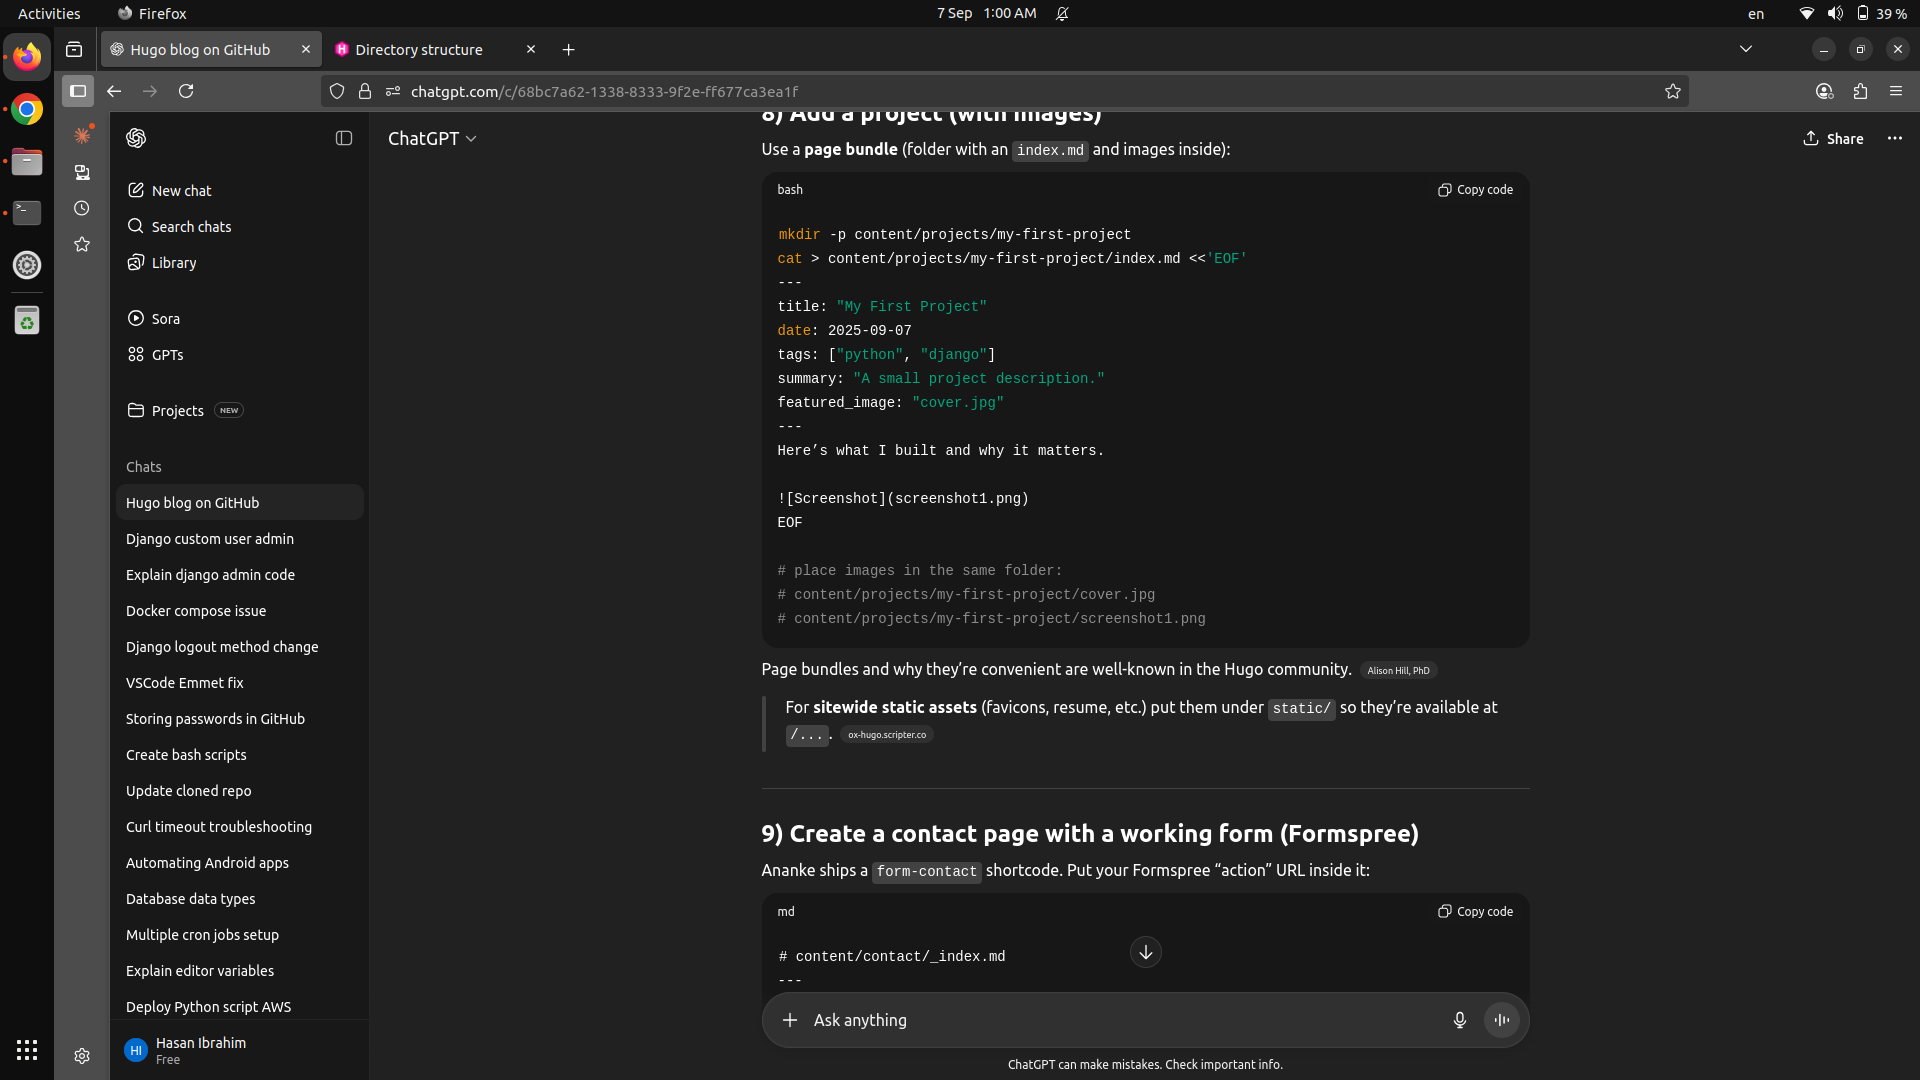 Activities
Firefox
7 Sep 1:00 AM
en
39 %
Hugo blog on GitHub
Directory structure
chatgpt.com/c/68bc7a62-1338-8333-9f2e-ff677ca3ea1f
New chat
Search chats
Library
Sora
GPTs
Projects NEW
Chats
Hugo blog on GitHub
Django custom user admin
Explain django admin code
Docker compose issue
Django logout method change
VSCode Emmet fix
Storing passwords in GitHub
Create bash scripts
Update cloned repo
Curl timeout troubleshooting
Automating Android apps
Database data types
Multiple cron jobs setup
Explain editor variables
Deploy Python script AWS
HI
Hasan Ibrahim
Free
ChatGPT
Share
8) Add a project (with images)
Use a page bundle (folder with an index.md and images inside):
bash
Copy code
mkdir -p content/projects/my-first-project
cat > content/projects/my-first-project/index.md <<'EOF'
---
title: "My First Project"
date: 2025-09-07
tags: ["python", "django"]
summary: "A small project description."
featured_image: "cover.jpg"
---
Here’s what I built and why it matters.
![Screenshot](screenshot1.png)
EOF
# place images in the same folder:
# content/projects/my-first-project/cover.jpg
# content/projects/my-first-project/screenshot1.png
Page bundles and why they’re convenient are well-known in the Hugo community. Alison Hill, PhD
For sitewide static assets (favicons, resume, etc.) put them under static/ so they’re available at
/.... ox-hugo.scripter.co
9) Create a contact page with a working form (Formspree)
Ananke ships a form-contact shortcode. Put your Formspree “action” URL inside it:
md
Copy code
# content/contact/_index.md
---
Ask anything
ChatGPT can make mistakes. Check important info.